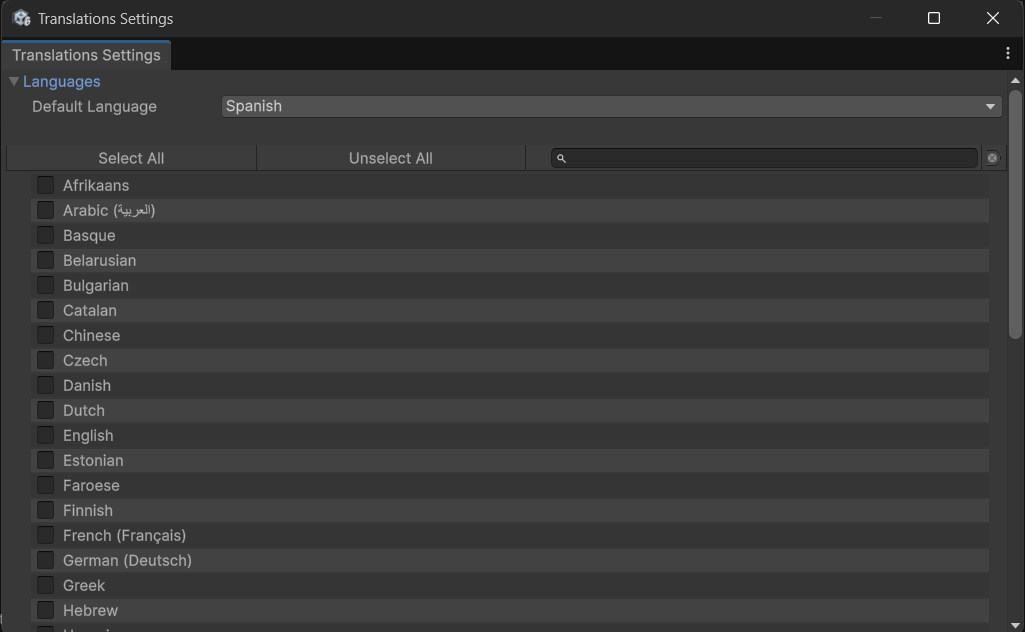 Translations Settings
Translations Settings
Languages
Default Language Spanish
Select All Unselect All
Afrikaans
Arabic (العربية)
Basque
Belarusian
Bulgarian
Catalan
Chinese
Czech
Danish
Dutch
English
Estonian
Faroese
Finnish
French (Français)
German (Deutsch)
Greek
Hebrew